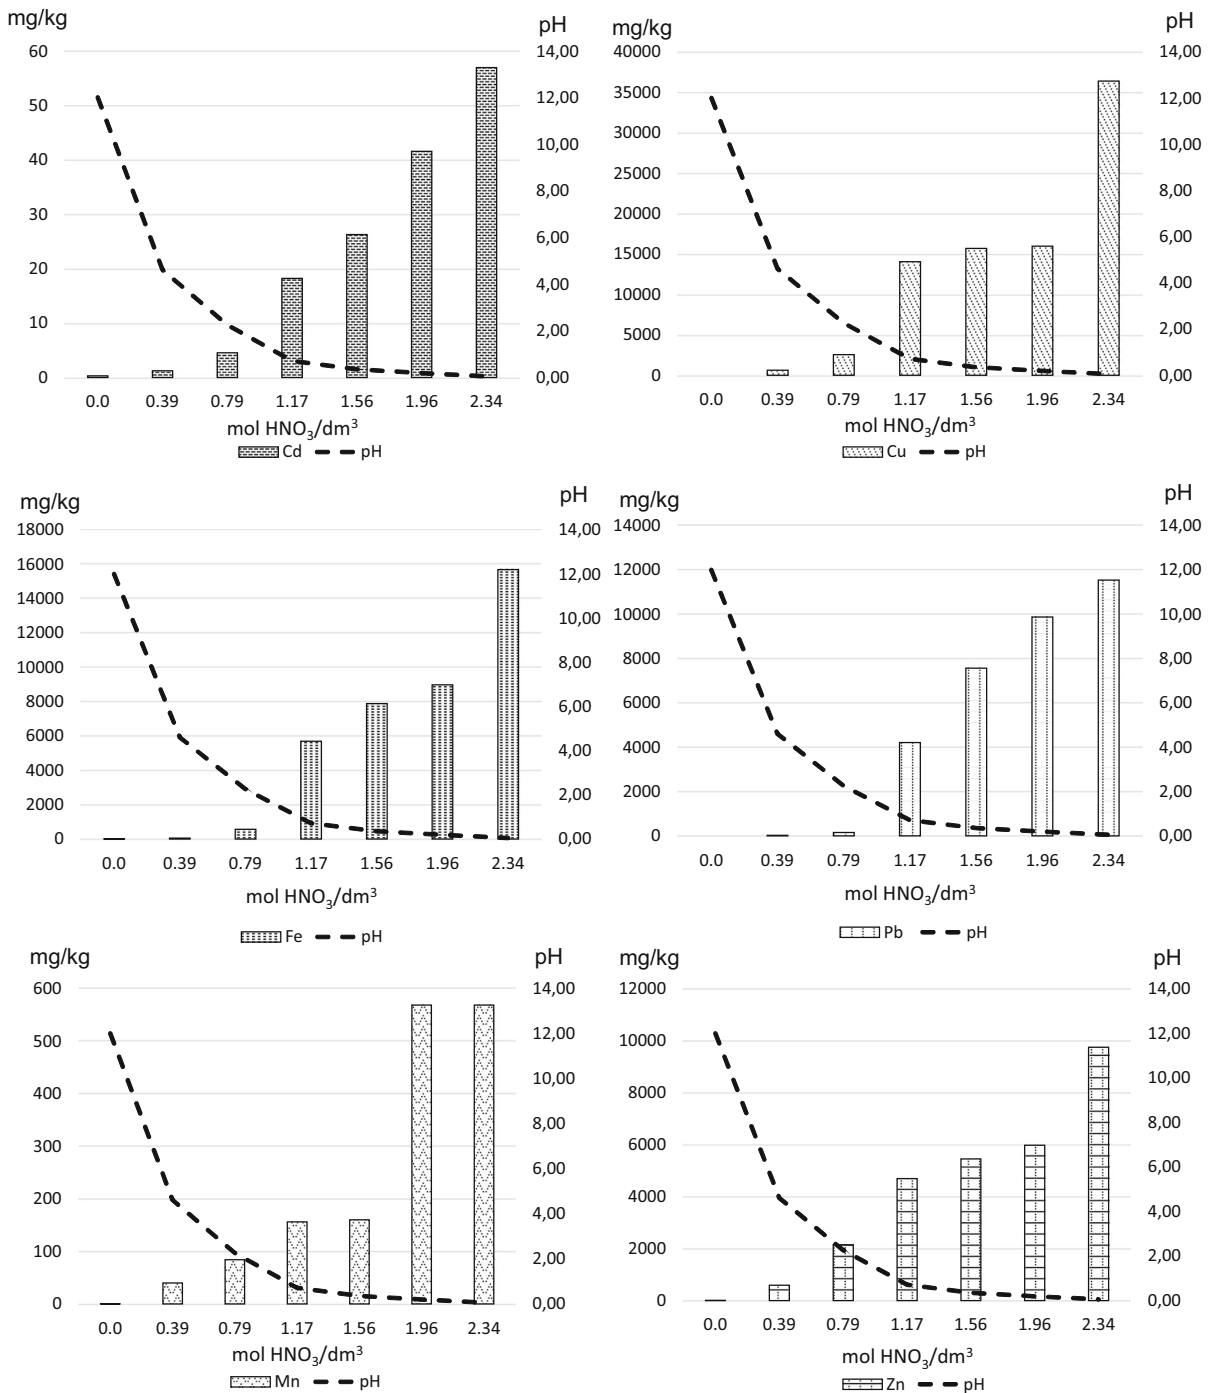 mg/kg pH
60 14,00
50 12,00
40 10,00
30 8,00
20 6,00
10 4,00
0 2,00
0,00
0.0 0.39 0.79 1.17 1.56 1.96 2.34
mol HNO3/dm3
Cd pH
mg/kg pH
40000 14,00
35000 12,00
30000 10,00
25000 8,00
20000 6,00
15000 4,00
10000 2,00
5000 0,00
0
0.0 0.39 0.79 1.17 1.56 1.96 2.34
mol HNO3/dm3
Cu pH
mg/kg pH
18000 14,00
16000 12,00
14000 10,00
12000 8,00
10000 6,00
8000 4,00
6000 2,00
4000 0,00
2000
0
0.0 0.39 0.79 1.17 1.56 1.96 2.34
mol HNO3/dm3
Fe pH
mg/kg pH
14000 14,00
12000 12,00
10000 10,00
8000 8,00
6000 6,00
4000 4,00
2000 2,00
0 0,00
0.0 0.39 0.79 1.17 1.56 1.96 2.34
mol HNO3/dm3
Pb pH
mg/kg pH
600 14,00
500 12,00
400 10,00
300 8,00
200 6,00
100 4,00
0 2,00
0,00
0.0 0.39 0.79 1.17 1.56 1.96 2.34
mol HNO3/dm3
Mn pH
mg/kg pH
12000 14,00
10000 12,00
8000 10,00
6000 8,00
4000 6,00
2000 4,00
0 2,00
0,00
0.0 0.39 0.79 1.17 1.56 1.96 2.34
mol HNO3/dm3
Zn pH